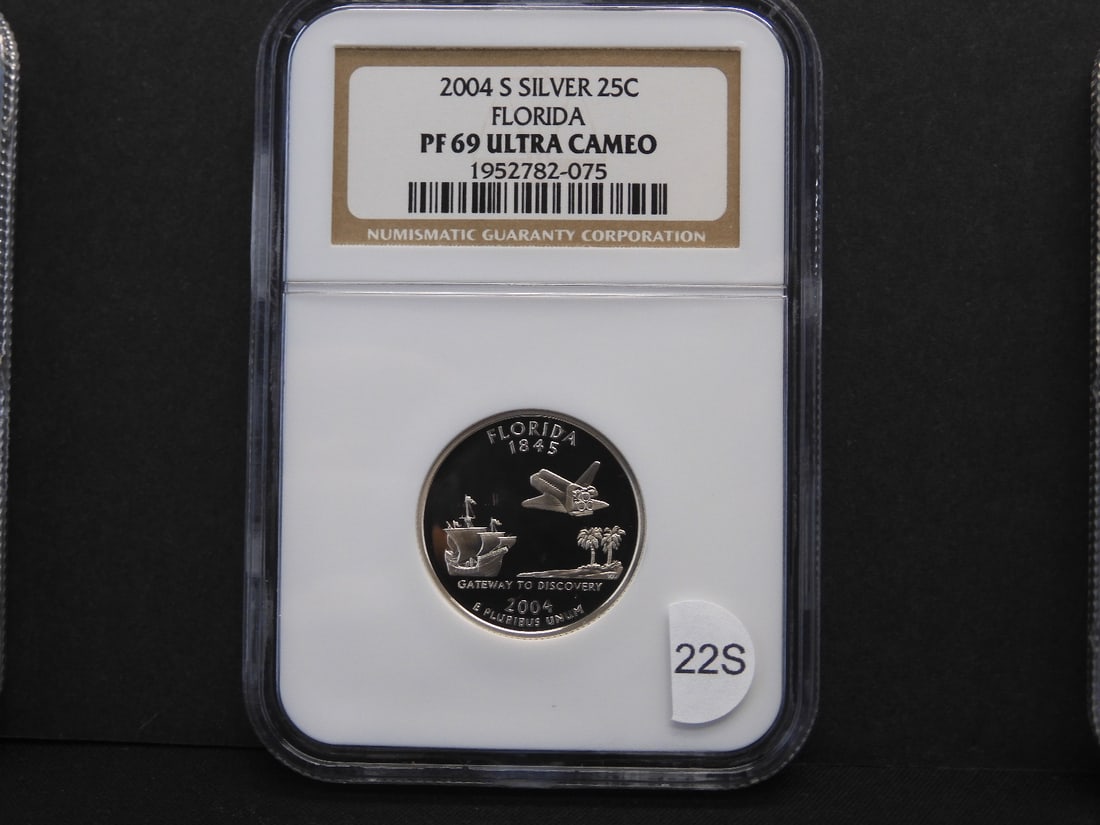 2004 S SILVER 25C
FLORIDA
PF 69 ULTRA CAMEO
1952782-075
NUMISMATIC GUARANTY CORPORATION
FLORIDA
1845
GATEWAY TO DISCOVERY
2004
E PLURIBUS UNUM
22S